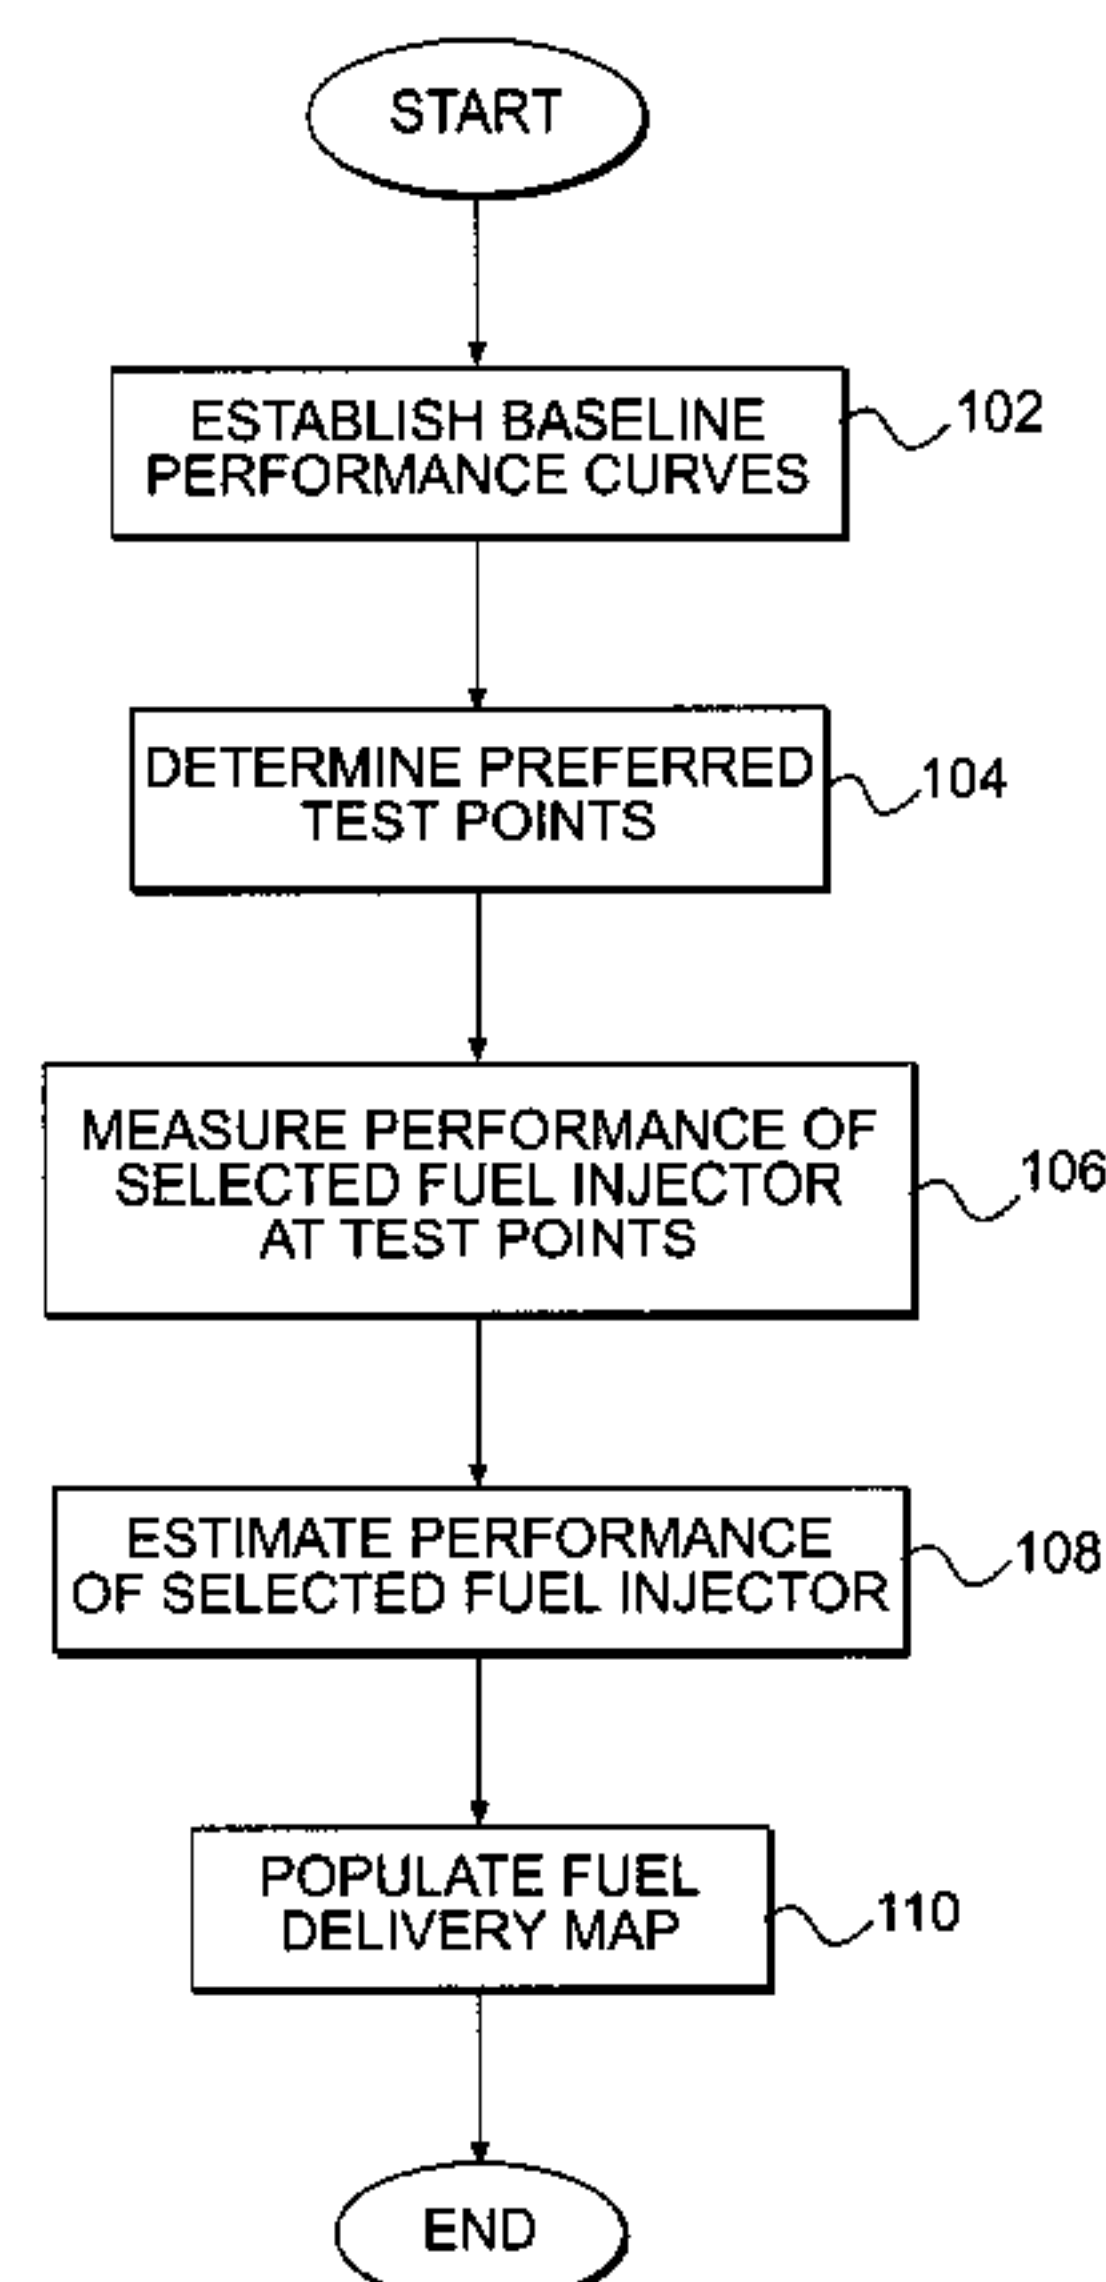 START
ESTABLISH BASELINE
PERFORMANCE CURVES
102
DETERMINE PREFERRED
TEST POINTS
104
MEASURE PERFORMANCE OF
SELECTED FUEL INJECTOR
AT TEST POINTS
106
ESTIMATE PERFORMANCE
OF SELECTED FUEL INJECTOR
108
POPULATE FUEL
DELIVERY MAP
110
END